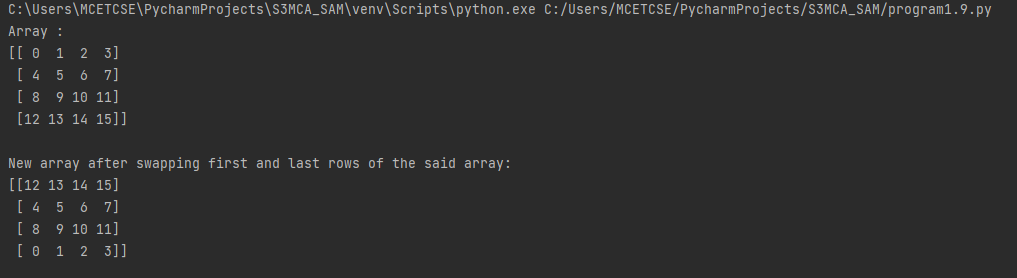 C:\Users\MCETCSE\PycharmProjects\S3MCA_SAM\venv\Scripts\python.exe C:/Users/MCETCSE/PycharmProjects/S3MCA_SAM/program1.9.py
Array :
[[ 0  1  2  3]
 [ 4  5  6  7]
 [ 8  9 10 11]
 [12 13 14 15]]

New array after swapping first and last rows of the said array:
[[12 13 14 15]
 [ 4  5  6  7]
 [ 8  9 10 11]
 [ 0  1  2  3]]